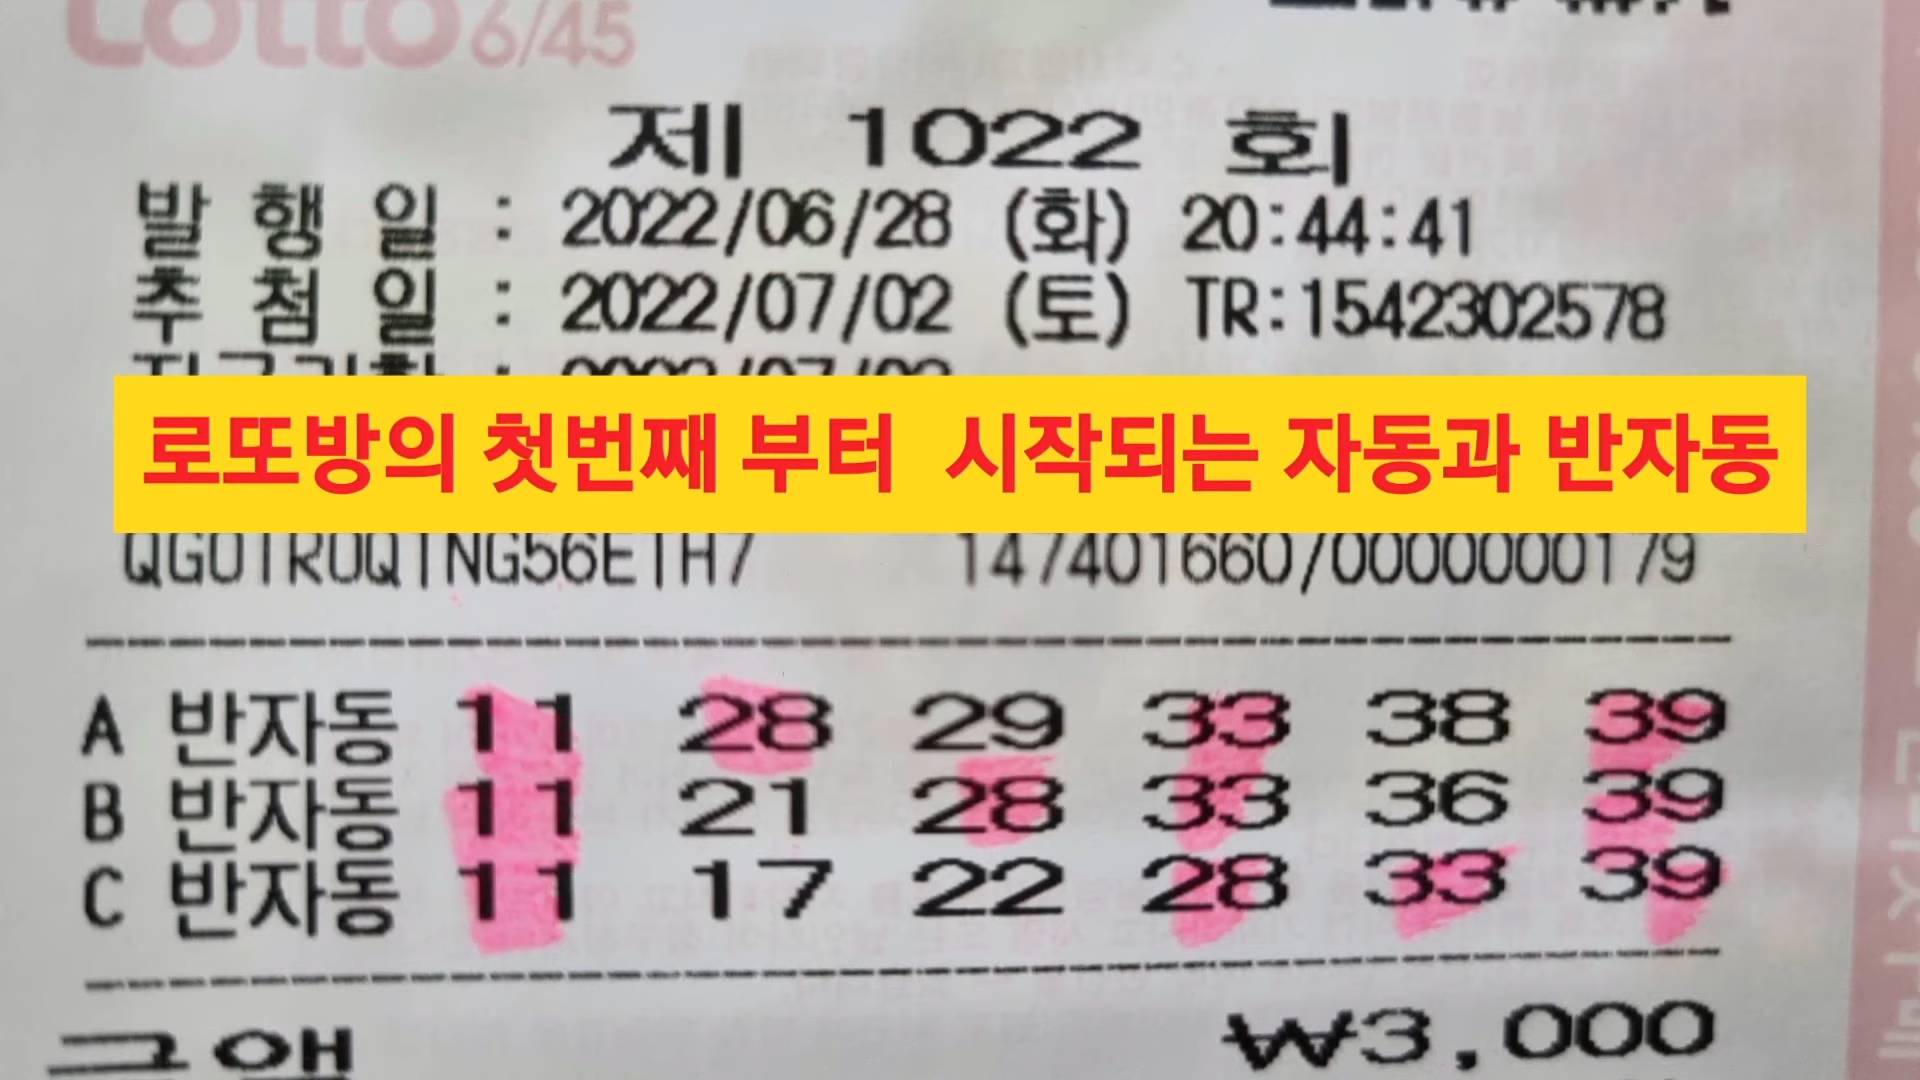 Lotto 6/45
제 1022 회
발 행 일 : 2022/06/28 (화) 20:44:41
추 첨 일 : 2022/07/02 (토) TR:1542302578
로또방의 첫번째 부터 시작되는 자동과 반자동
147401660/0000000179
A 반자동 11 28 29 33 38 39
B 반자동 11 21 28 33 36 39
C 반자동 11 17 22 28 33 39
금액 ₩3,000